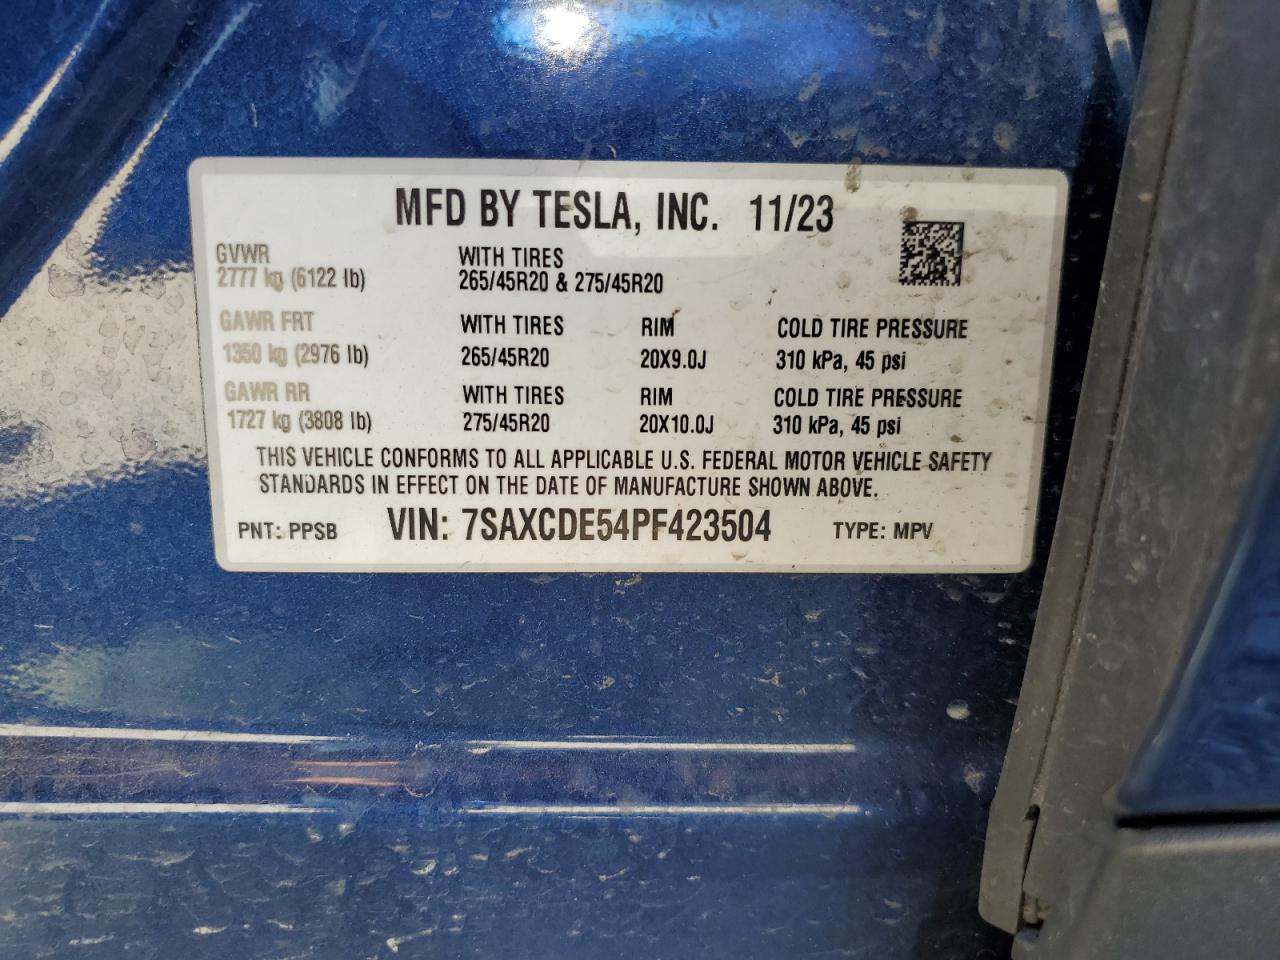 MFD BY TESLA, INC. 11/23
GVWR WITH TIRES
2777 kg (6122 lb) 265/45R20 & 275/45R20
GAWR FRT WITH TIRES RIM COLD TIRE PRESSURE
1350 kg (2976 lb) 265/45R20 20X9.0J 310 kPa, 45 psi
GAWR RR WITH TIRES RIM COLD TIRE PRESSURE
1727 kg (3808 lb) 275/45R20 20X10.0J 310 kPa, 45 psi
THIS VEHICLE CONFORMS TO ALL APPLICABLE U.S. FEDERAL MOTOR VEHICLE SAFETY
STANDARDS IN EFFECT ON THE DATE OF MANUFACTURE SHOWN ABOVE.
PNT: PPSB VIN: 7SAXCDE54PF423504 TYPE: MPV